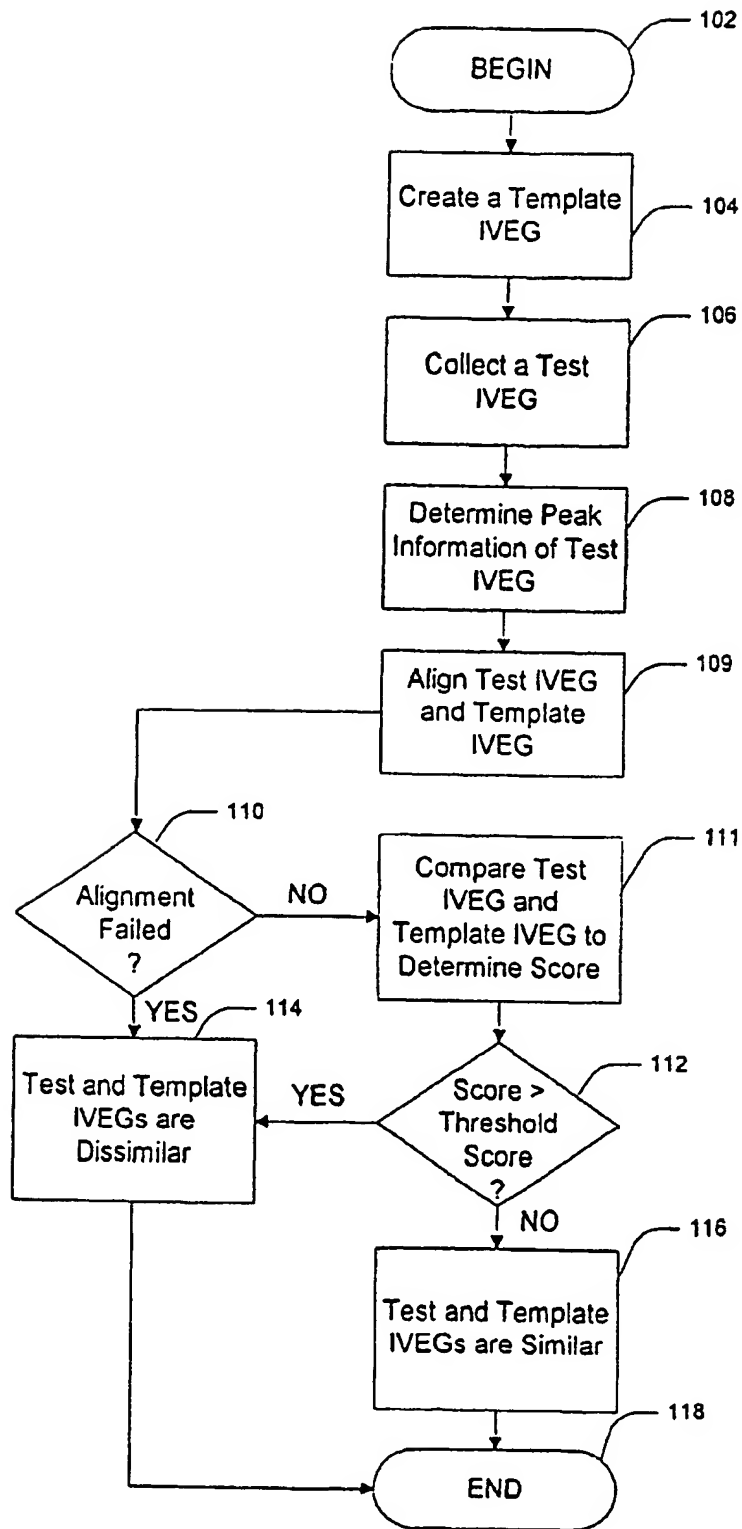 102
BEGIN
Create a Template
IVEG
104
106
Collect a Test
IVEG
108
Determine Peak
Information of Test
IVEG
109
Align Test IVEG
and Template
IVEG
110
Alignment
Failed
?
NO
111
Compare Test
IVEG and
Template IVEG to
Determine Score
YES
114
Test and Template
IVEGs are
Dissimilar
YES
112
Score >
Threshold
Score
?
NO
116
Test and Template
IVEGs are Similar
118
END